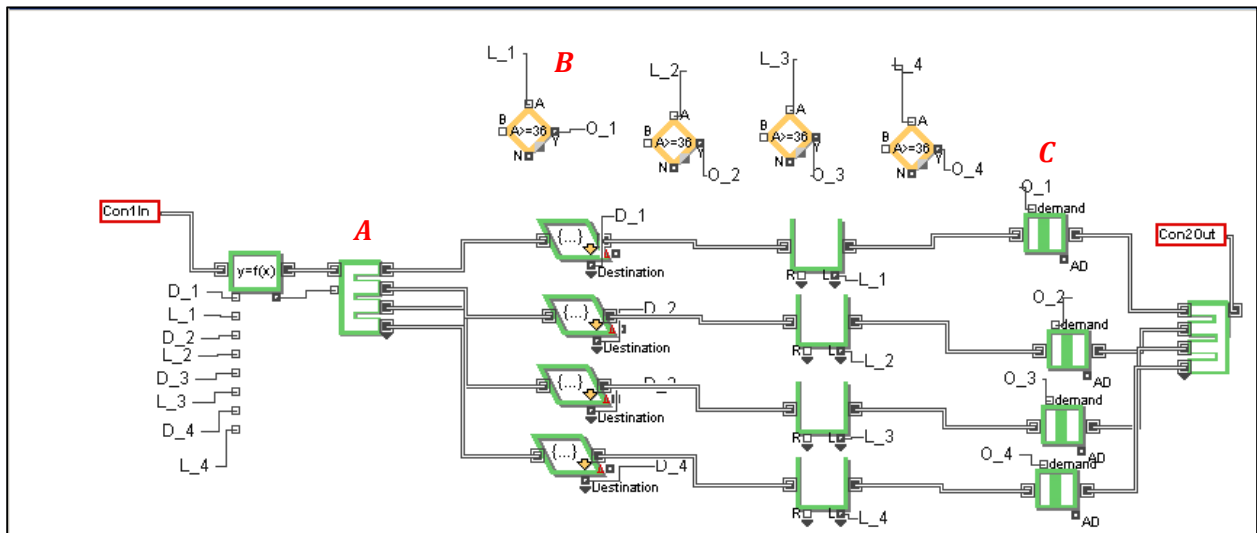 L_1
B
L_2
L_3
L_4
A
B
A>=36
Y
N
O_1
A
B
A>=36
Y
N
O_2
A
B
A>=36
Y
N
O_3
A
B
A>=36
Y
N
O_4
C
Con1In
A
y=f(x)
D_1
L_1
D_2
L_2
D_3
L_3
D_4
L_4
{...}
D_1
Destination
R
L
L_1
O_1
demand
AD
Con2Out
{...}
D_2
Destination
R
L
L_2
O_2
demand
AD
{...}
Destination
R
L
L_3
O_3
demand
AD
{...}
D_4
Destination
R
L
L_4
O_4
demand
AD